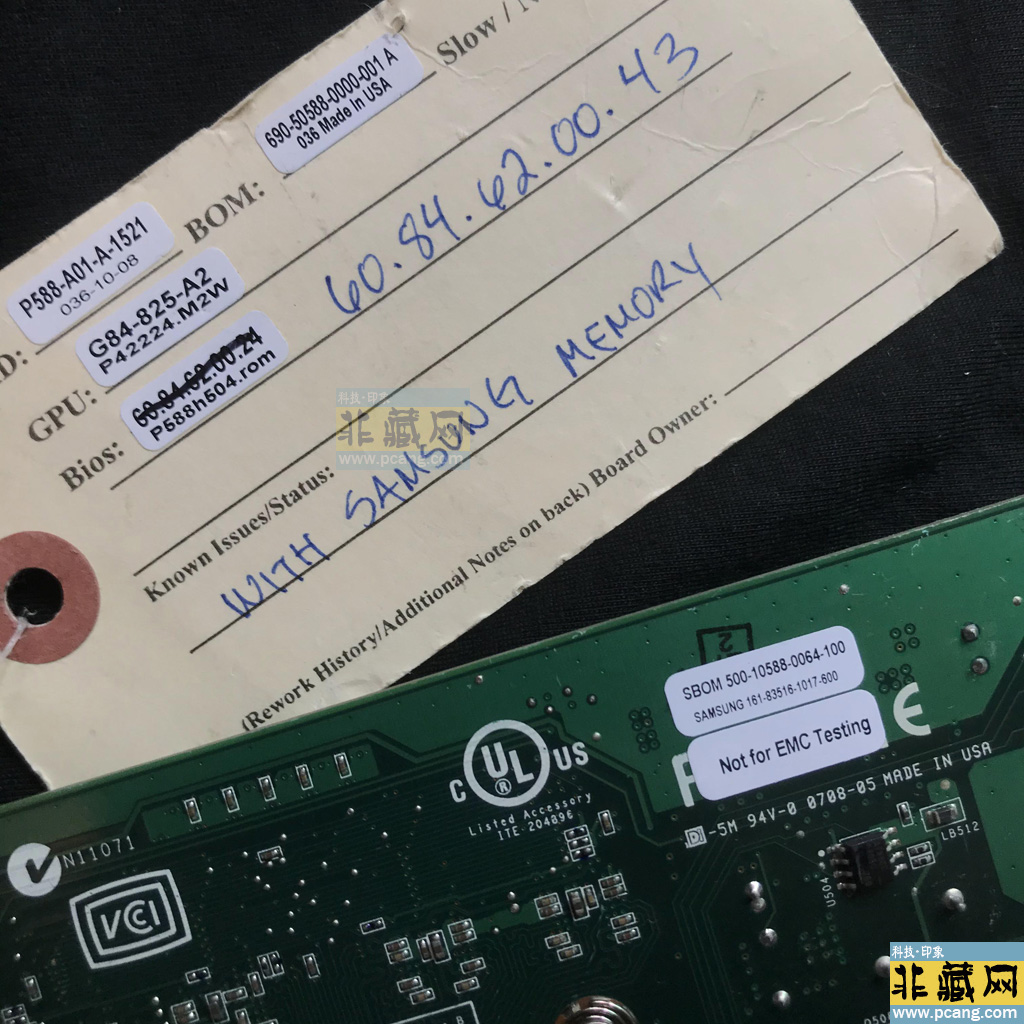 Slow /
690-50588-0000-001 A
036 Made In USA
BOM:
P588-A01-A-1521
036-10-08
G84-825-A2
P42224.M2W
GPU:
60.84.62.00.24
P588h504.rom
Bios:
60.84.62.00.43
Known Issues/Status:
WITH SAMSUNG MEMORY
(Rework History/Additional Notes on back) Board Owner:
科技·印象
非藏网
www.pcang.com
SBOM 500-10588-0064-100
SAMSUNG 161-83516-1017-600
Not for EMC Testing
C UL ® US
Listed Accessory
ITE-204896
-5M 94V-0 0708-05 MADE IN USA
LB512
U504
N11071
VCCI
B
科技·印象
非藏网
www.pcang.com